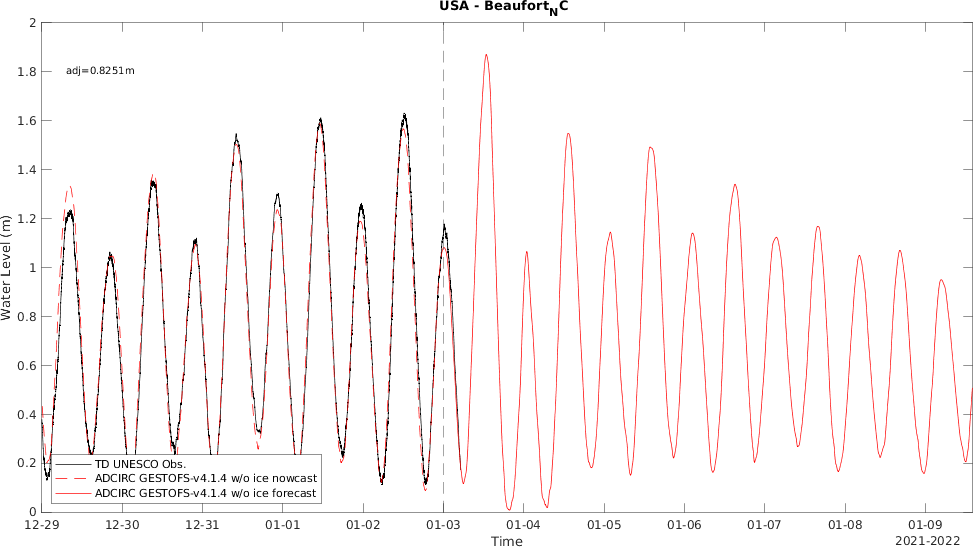 USA - Beaufort_NC
2
1.8
1.6
1.4
1.2
1
0.8
0.6
0.4
0.2
0
Water Level (m)
adj=0.8251m
TD UNESCO Obs.
ADCIRC GESTOFS-v4.1.4 w/o ice nowcast
ADCIRC GESTOFS-v4.1.4 w/o ice forecast
12-29 12-30 12-31 01-01 01-02 01-03 01-04 01-05 01-06 01-07 01-08 01-09
Time
2021-2022